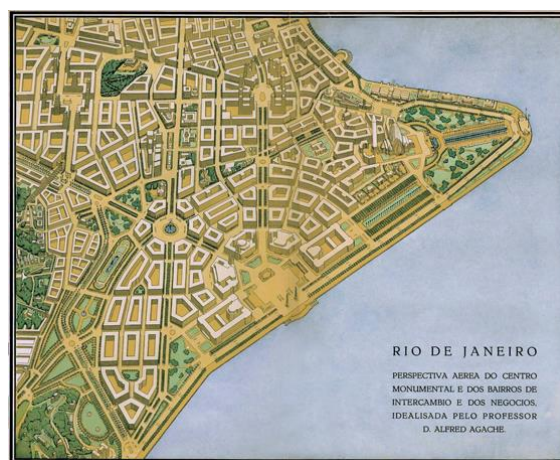 RIO DE JANEIRO
PERSPECTIVA AEREA DO CENTRO
MONUMENTAL E DOS BAIRROS DE
INTERCAMBIO E DOS NEGOCIOS,
IDEALISADA PELO PROFESSOR
D. ALFRED AGACHE.